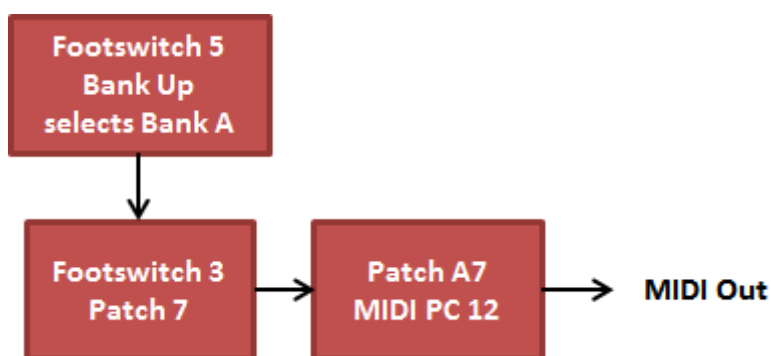 Footswitch 5
Bank Up
selects Bank A
Footswitch 3
Patch 7
Patch A7
MIDI PC 12
MIDI Out